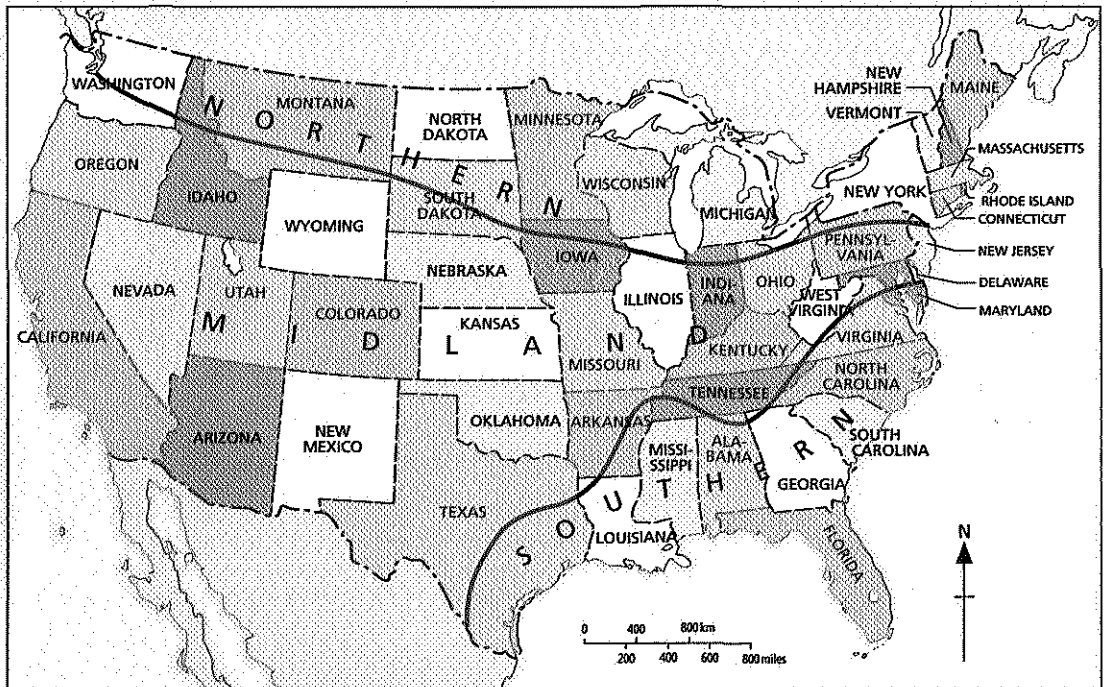 WASHINGTON
MONTANA
NORTH
DAKOTA
MINNESOTA
NEW
HAMPSHIRE
VERMONT
MAINE
MASSACHUSETTS
RHODE ISLAND
CONNECTICUT
NEW JERSEY
DELAWARE
MARYLAND
NORTHERN
OREGON
IDAHO
WYOMING
SOUTH
DAKOTA
WISCONSIN
MICHIGAN
NEW YORK
NEBRASKA
IOWA
PENNSYL-
VANIA
NEVADA
UTAH
COLORADO
KANSAS
ILLINOIS
INDI-
ANA
OHIO
WEST
VIRGINIA
VIRGINIA
CALIFORNIA
MIDLAND
MISSOURI
KENTUCKY
NORTH
CAROLINA
TENNESSEE
ARIZONA
NEW
MEXICO
OKLAHOMA
ARKANSAS
MISSI-
SSIPPI
ALA-
BAMA
GEORGIA
SOUTH
CAROLINA
TEXAS
LOUISIANA
SOUTHERN
FLORIDA
N
0 400 800 km
200 400 600 800 miles